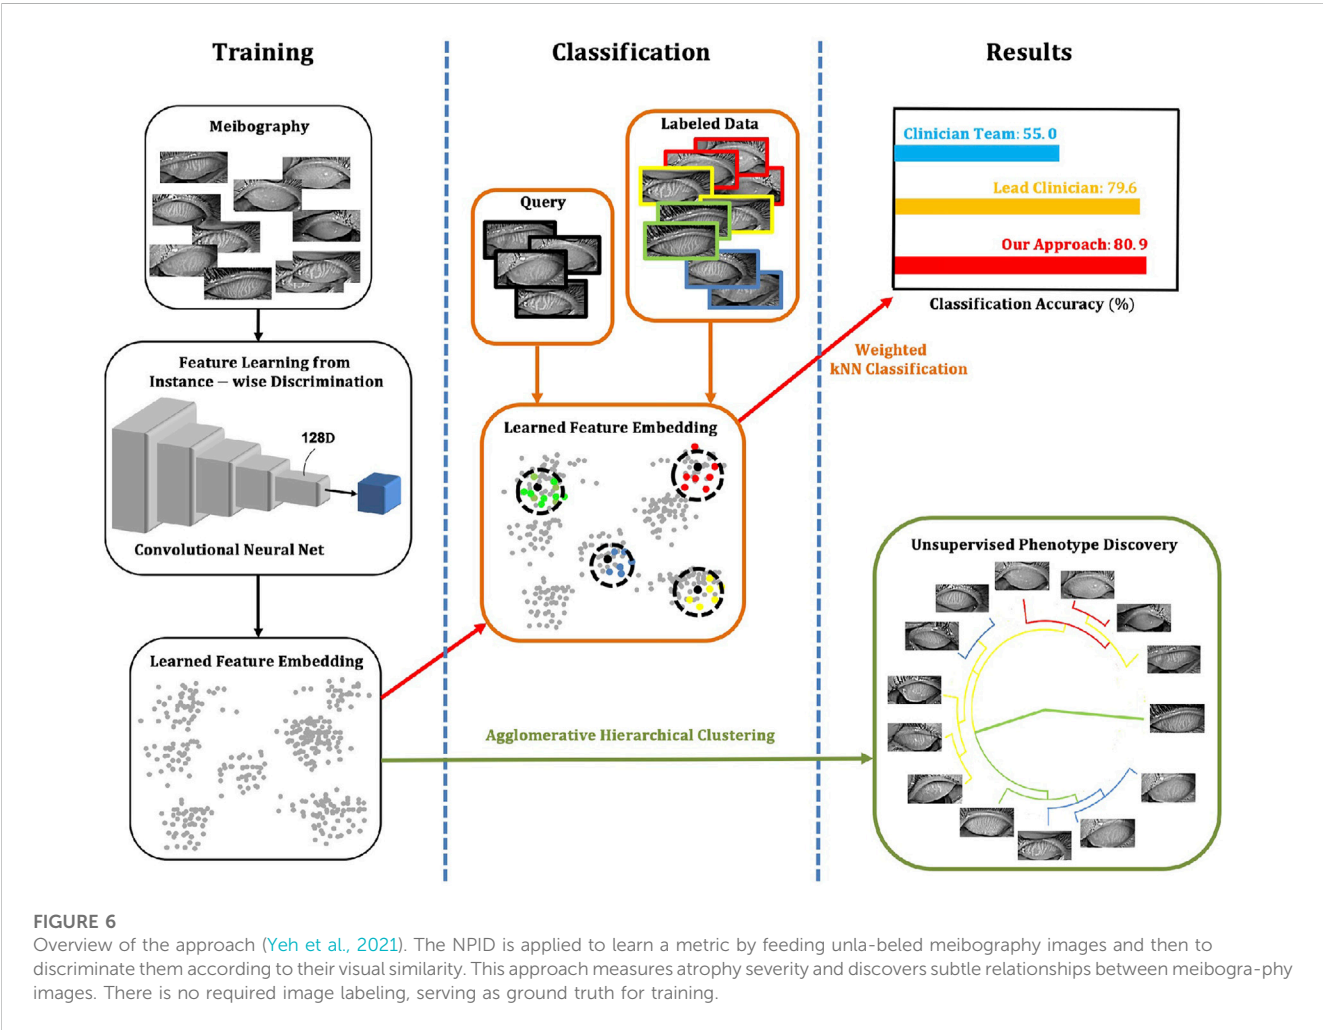 Training
Classification
Results
Meibography
Feature Learning from
Instance – wise Discrimination
128D
Convolutional Neural Net
Learned Feature Embedding
Query
Labeled Data
Learned Feature Embedding
Clinician Team: 55.0
Lead Clinician: 79.6
Our Approach: 80.9
Classification Accuracy (%)
Weighted
kNN Classification
Agglomerative Hierarchical Clustering
Unsupervised Phenotype Discovery
FIGURE 6
Overview of the approach (Yeh et al., 2021). The NPID is applied to learn a metric by feeding unla-beled meibography images and then to
discriminate them according to their visual similarity. This approach measures atrophy severity and discovers subtle relationships between meibogra-phy
images. There is no required image labeling, serving as ground truth for training.